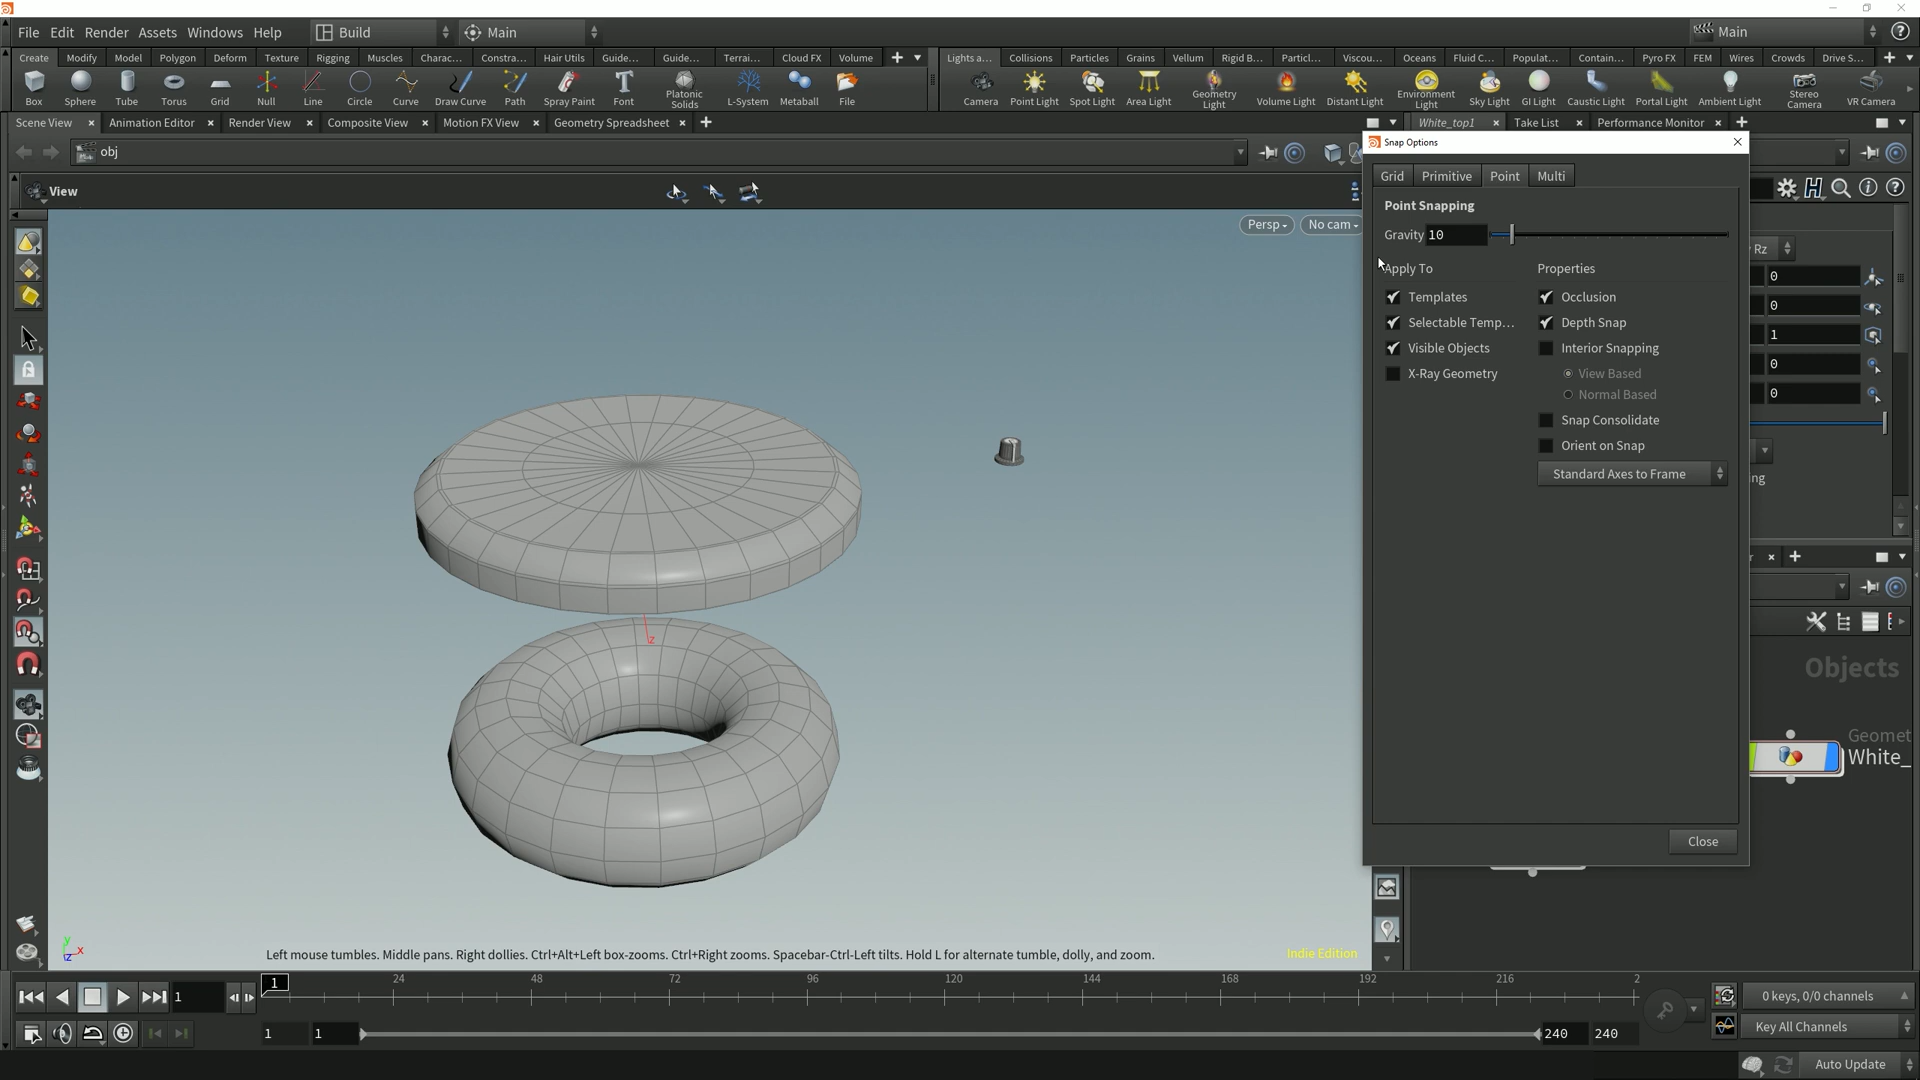 File Edit Render Assets Windows Help Build Main Main
Create Modify Model Polygon Deform Texture Rigging Muscles Charac... Constra... Hair Utils Guide... Guide... Terrai... Cloud FX Volume
Lights a... Collisions Particles Grains Vellum Rigid B... Particl... Viscou... Oceans Fluid C... Populat... Contain... Pyro FX FEM Wires Crowds Drive S...
Box Sphere Tube Torus Grid Null Line Circle Curve Draw Curve Path Spray Paint Font Platonic Solids L-System Metaball File
Camera Point Light Spot Light Area Light Geometry Light Volume Light Distant Light Environment Light Sky Light GI Light Caustic Light Portal Light Ambient Light Stereo Camera VR Camera
Scene View Animation Editor Render View Composite View Motion FX View Geometry Spreadsheet White_top1 Take List Performance Monitor
obj
Snap Options
View
Grid Primitive Point Multi
Point Snapping
Persp No cam
Gravity 10
Rz
Apply To Properties
0
Templates Occlusion
0
Selectable Temp... Depth Snap
1
Visible Objects Interior Snapping
0
X-Ray Geometry View Based
0
Normal Based
Snap Consolidate
Orient on Snap
Standard Axes to Frame
ng
z
Objects
Geomet
White_
Close
y x z
Left mouse tumbles. Middle pans. Right dollies. Ctrl+Alt+Left box-zooms. Ctrl+Right zooms. Spacebar-Ctrl-Left tilts. Hold L for alternate tumble, dolly, and zoom.
Indie Edition
1 1 24 48 72 96 120 144 168 192 216 2
0 keys, 0/0 channels
1 1 240 240
Key All Channels
Auto Update